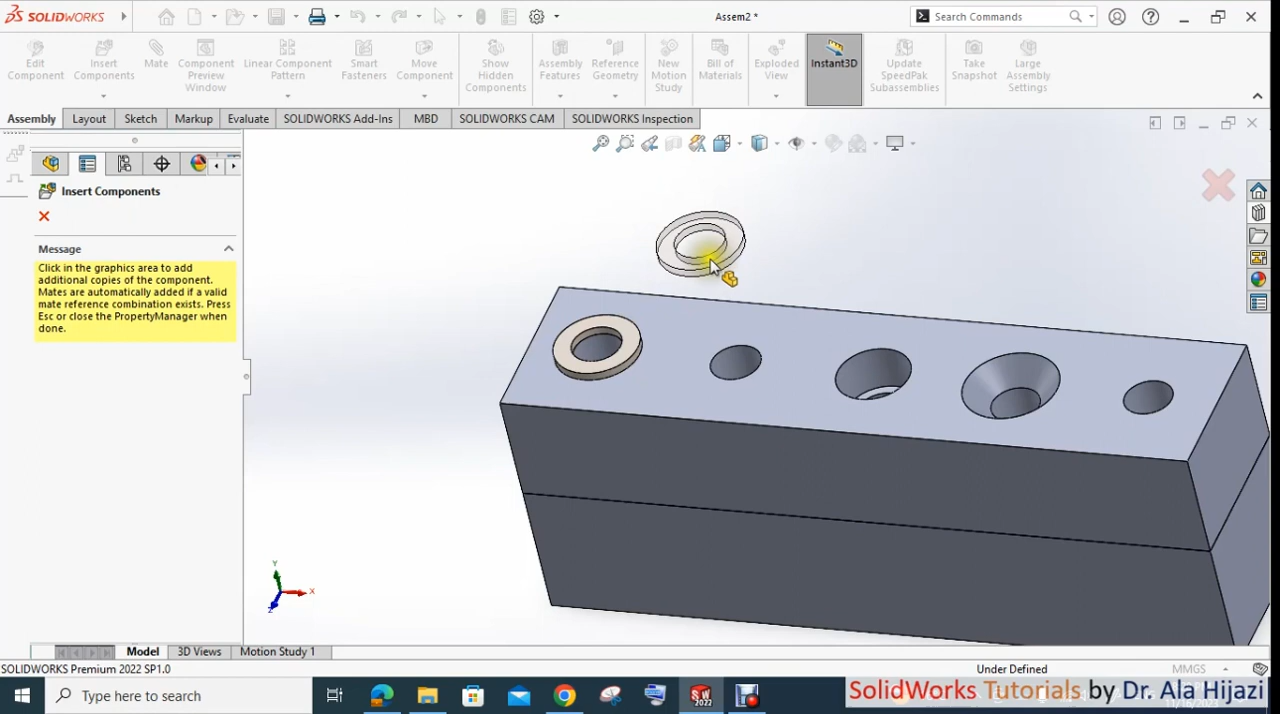 SOLIDWORKS
Assem2 *
Search Commands
Edit Component
Insert Components
Mate
Component Preview Window
Linear Component Pattern
Smart Fasteners
Move Component
Show Hidden Components
Assembly Features
Reference Geometry
New Motion Study
Bill of Materials
Exploded View
Instant3D
Update SpeedPak Subassemblies
Take Snapshot
Large Assembly Settings
Assembly
Layout
Sketch
Markup
Evaluate
SOLIDWORKS Add-Ins
MBD
SOLIDWORKS CAM
SOLIDWORKS Inspection
Insert Components
Message
Click in the graphics area to add
additional copies of the component.
Mates are automatically added if a valid
mate reference combination exists. Press
Esc or close the PropertyManager when
done.
Y
X
Z
Model
3D Views
Motion Study 1
SOLIDWORKS Premium 2022 SP1.0
Under Defined
MMGS
Type here to search
SW
2022
SolidWorks Tutorials by Dr. Ala Hijazi